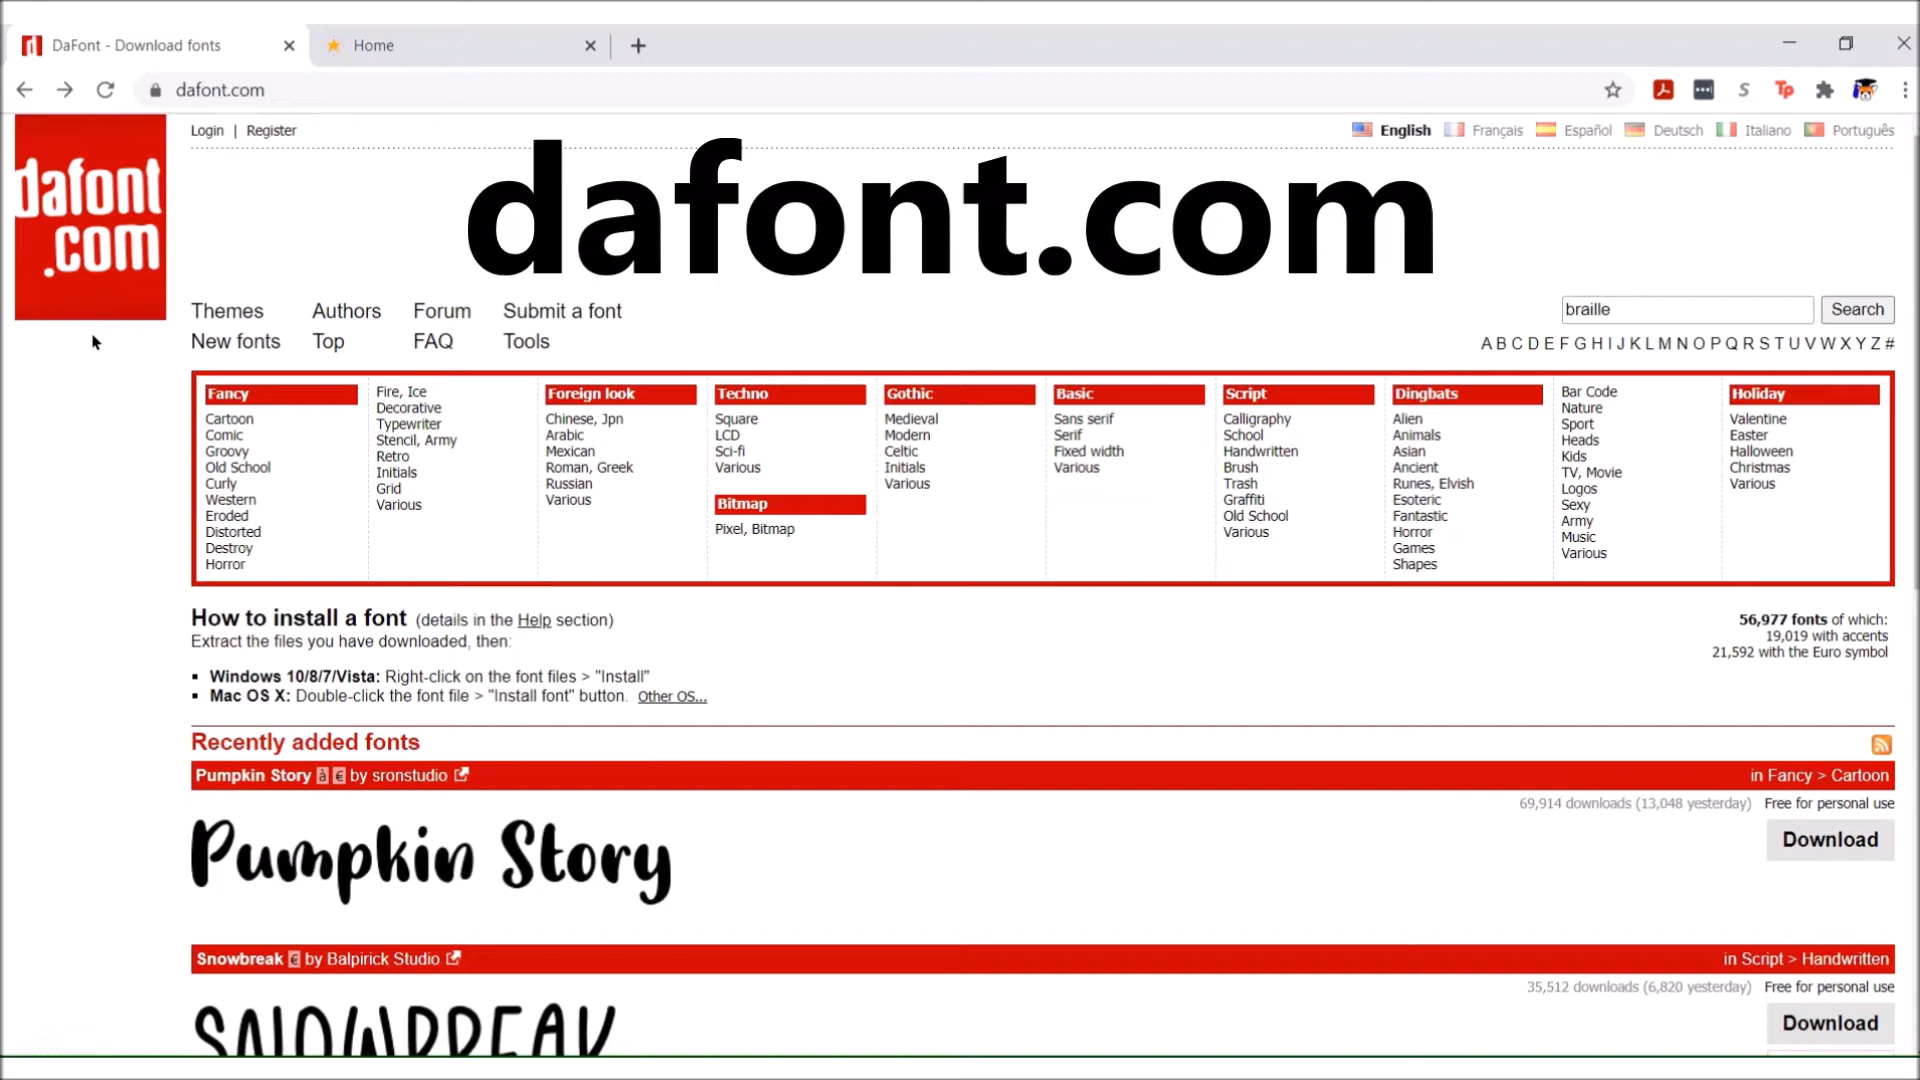 DaFont - Download fonts
Home
dafont.com
dafont
.com
Login | Register
English Français Español Deutsch Italiano Português
dafont.com
Themes Authors Forum Submit a font
New fonts Top FAQ Tools
braille Search
A B C D E F G H I J K L M N O P Q R S T U V W X Y Z #
Fancy
Cartoon
Comic
Groovy
Old School
Curly
Western
Eroded
Distorted
Destroy
Horror
Fire, Ice
Decorative
Typewriter
Stencil, Army
Retro
Initials
Grid
Various
Foreign look
Chinese, Jpn
Arabic
Mexican
Roman, Greek
Russian
Various
Techno
Square
LCD
Sci-fi
Various
Bitmap
Pixel, Bitmap
Gothic
Medieval
Modern
Celtic
Initials
Various
Basic
Sans serif
Serif
Fixed width
Various
Script
Calligraphy
School
Handwritten
Brush
Trash
Graffiti
Old School
Various
Dingbats
Alien
Animals
Asian
Ancient
Runes, Elvish
Esoteric
Fantastic
Horror
Games
Shapes
Bar Code
Nature
Sport
Heads
Kids
TV, Movie
Logos
Sexy
Army
Music
Various
Holiday
Valentine
Easter
Halloween
Christmas
Various
How to install a font (details in the Help section)
Extract the files you have downloaded, then:
Windows 10/8/7/Vista: Right-click on the font files > "Install"
Mac OS X: Double-click the font file > "Install font" button. Other OS...
56,977 fonts of which:
19,019 with accents
21,592 with the Euro symbol
Recently added fonts
Pumpkin Story à € by sronstudio in Fancy > Cartoon
69,914 downloads (13,048 yesterday) Free for personal use
Pumpkin Story
Download
Snowbreak € by Balpirick Studio in Script > Handwritten
35,512 downloads (6,820 yesterday) Free for personal use
SNOWBREAK
Download